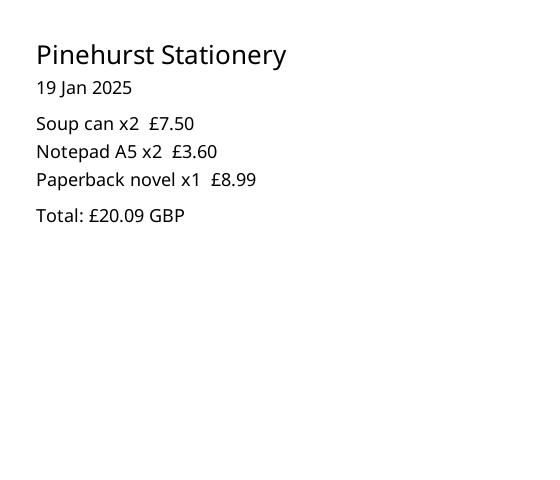 Pinehurst Stationery
19 Jan 2025
Soup can x2  £7.50
Notepad A5 x2  £3.60
Paperback novel x1  £8.99
Total: £20.09 GBP